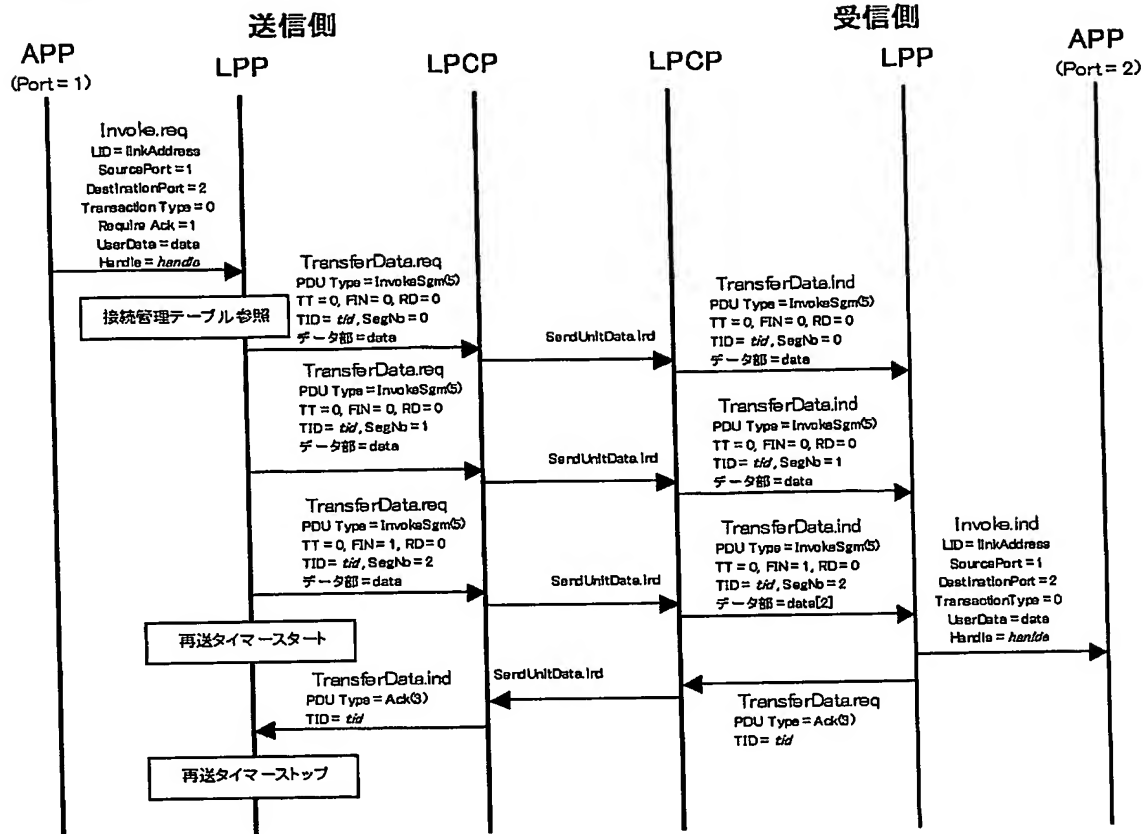 送信側
受信側
APP
(Port=1)
LPP
LPCP
LPCP
LPP
APP
(Port=2)
Invoke.req
LID=linkAddress
SourcePort=1
DestinationPort=2
Transaction Type=0
Require Ack=1
UserData=data
Handle=handle
接続管理テーブル参照
TransferData.req
PDU Type=InvokeSgm(5)
TT=0, FIN=0, RD=0
TID=tid, SegNo=0
データ部=data
SendUnitData.ird
TransferData.ind
PDU Type=InvokeSgm(5)
TT=0, FIN=0, RD=0
TID=tid, SegNo=0
データ部=data
TransferData.req
PDU Type=InvokeSgm(5)
TT=0, FIN=0, RD=0
TID=tid, SegNo=1
データ部=data
SendUnitData.ird
TransferData.ind
PDU Type=InvokeSgm(5)
TT=0, FIN=0, RD=0
TID=tid, SegNo=1
データ部=data
TransferData.req
PDU Type=InvokeSgm(5)
TT=0, FIN=1, RD=0
TID=tid, SegNo=2
データ部=data
SendUnitData.ird
TransferData.ind
PDU Type=InvokeSgm(5)
TT=0, FIN=1, RD=0
TID=tid, SegNo=2
データ部=data[2]
Invoke.ind
LID=linkAddress
SourcePort=1
DestinationPort=2
TransactionType=0
UserData=data
Handle=hanlde
再送タイマースタート
TransferData.ind
PDU Type=Ack(3)
TID=tid
SendUnitData.ird
TransferData.req
PDU Type=Ack(3)
TID=tid
再送タイマーストップ